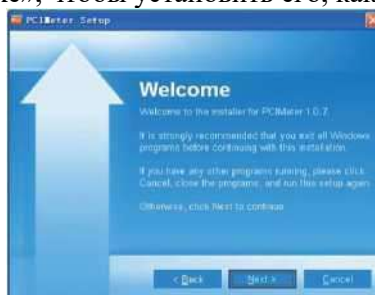 », чтобы установить его, как
PCIMeter Setup
Welcome
Welcome to the installer for PCIMeter 1.0.7.
It is strongly recommended that you exit all Windows
programs before continuing with this installation.
If you have any other programs running, please click
Cancel, close the programs, and run this setup again.
Otherwise, click Next to continue.
< Back Next > Cancel